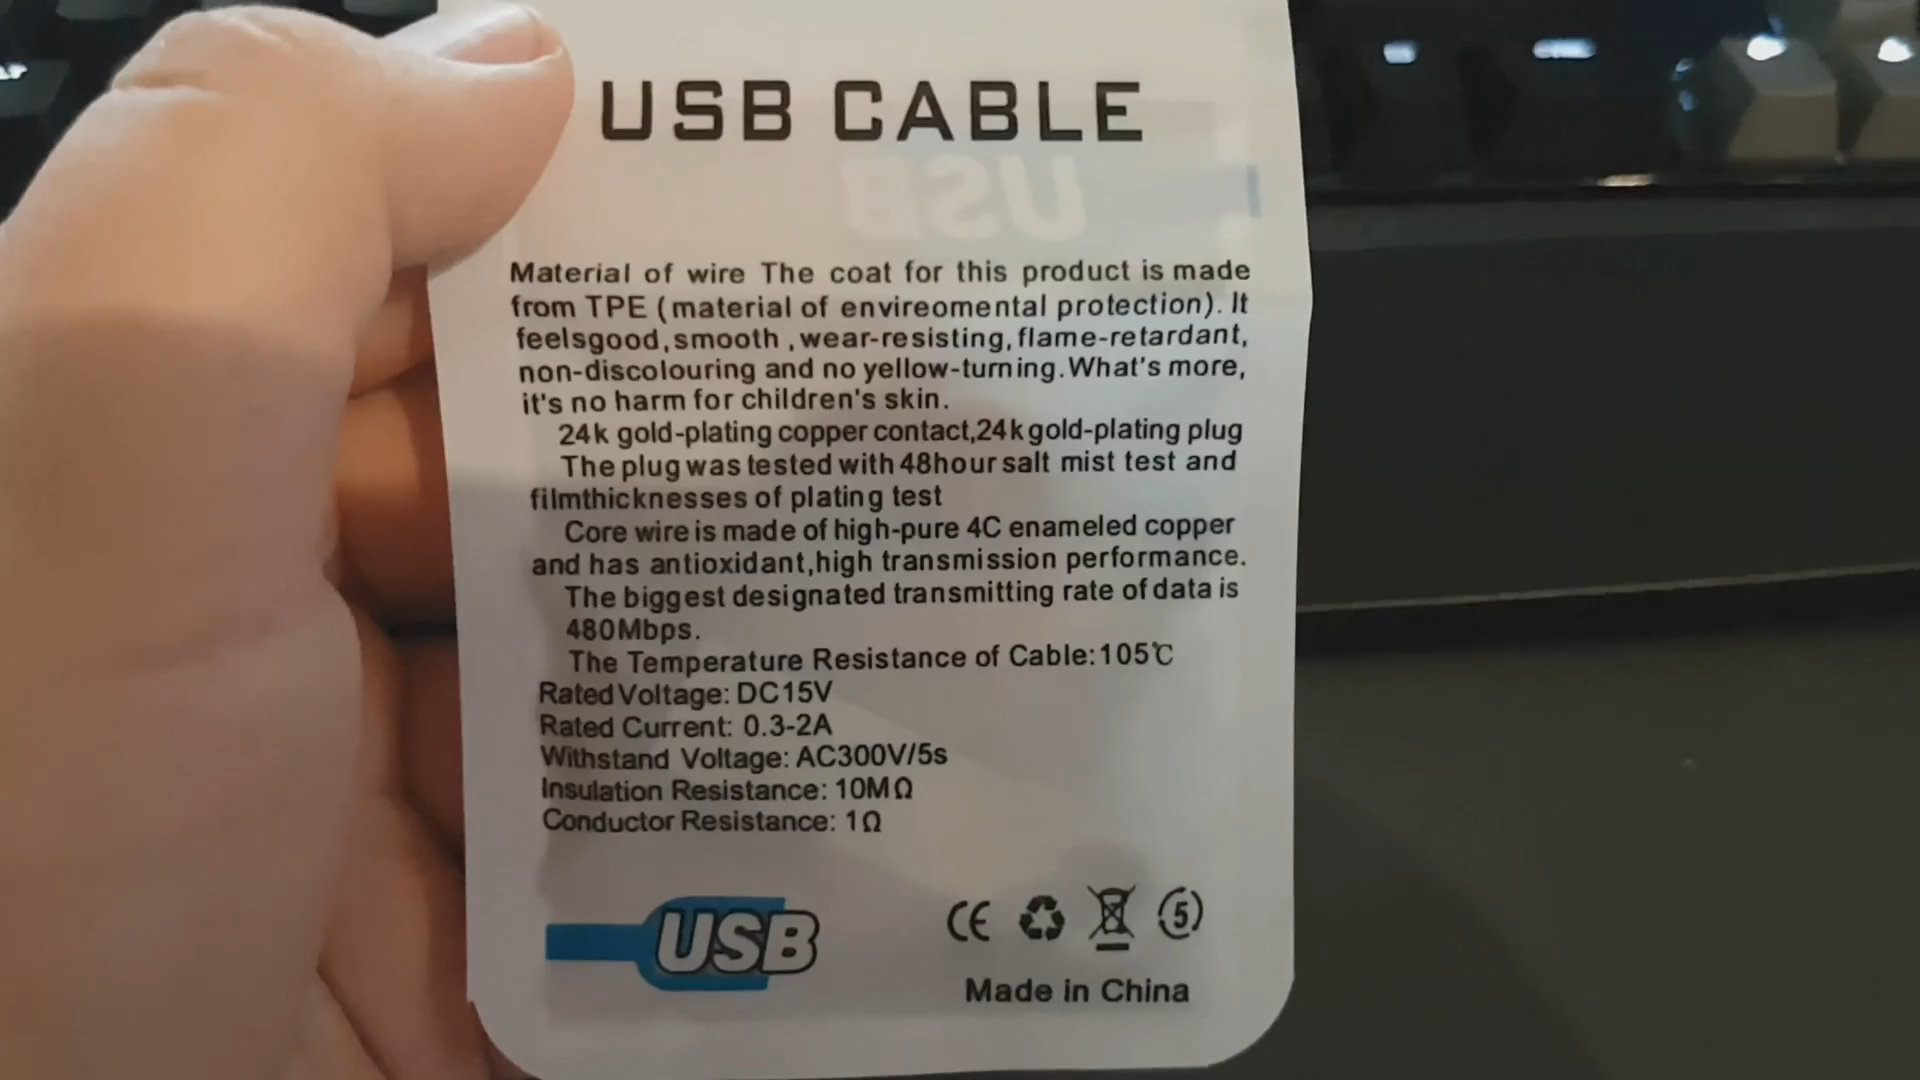 USB CABLE
USB
Material of wire The coat for this product is made
from TPE (material of envireomental protection). It
feelsgood,smooth ,wear-resisting,flame-retardant,
non-discolouring and no yellow-turning.What's more,
it's no harm for children's skin.
24k gold-plating copper contact,24k gold-plating plug
The plug was tested with 48hour salt mist test and
filmthicknesses of plating test
Core wire is made of high-pure 4C enameled copper
and has antioxidant,high transmission performance.
The biggest designated transmitting rate of data is
480Mbps.
The Temperature Resistance of Cable:105℃
Rated Voltage: DC15V
Rated Current: 0.3-2A
Withstand Voltage: AC300V/5s
Insulation Resistance: 10MΩ
Conductor Resistance: 1Ω
USB CE 5
Made in China